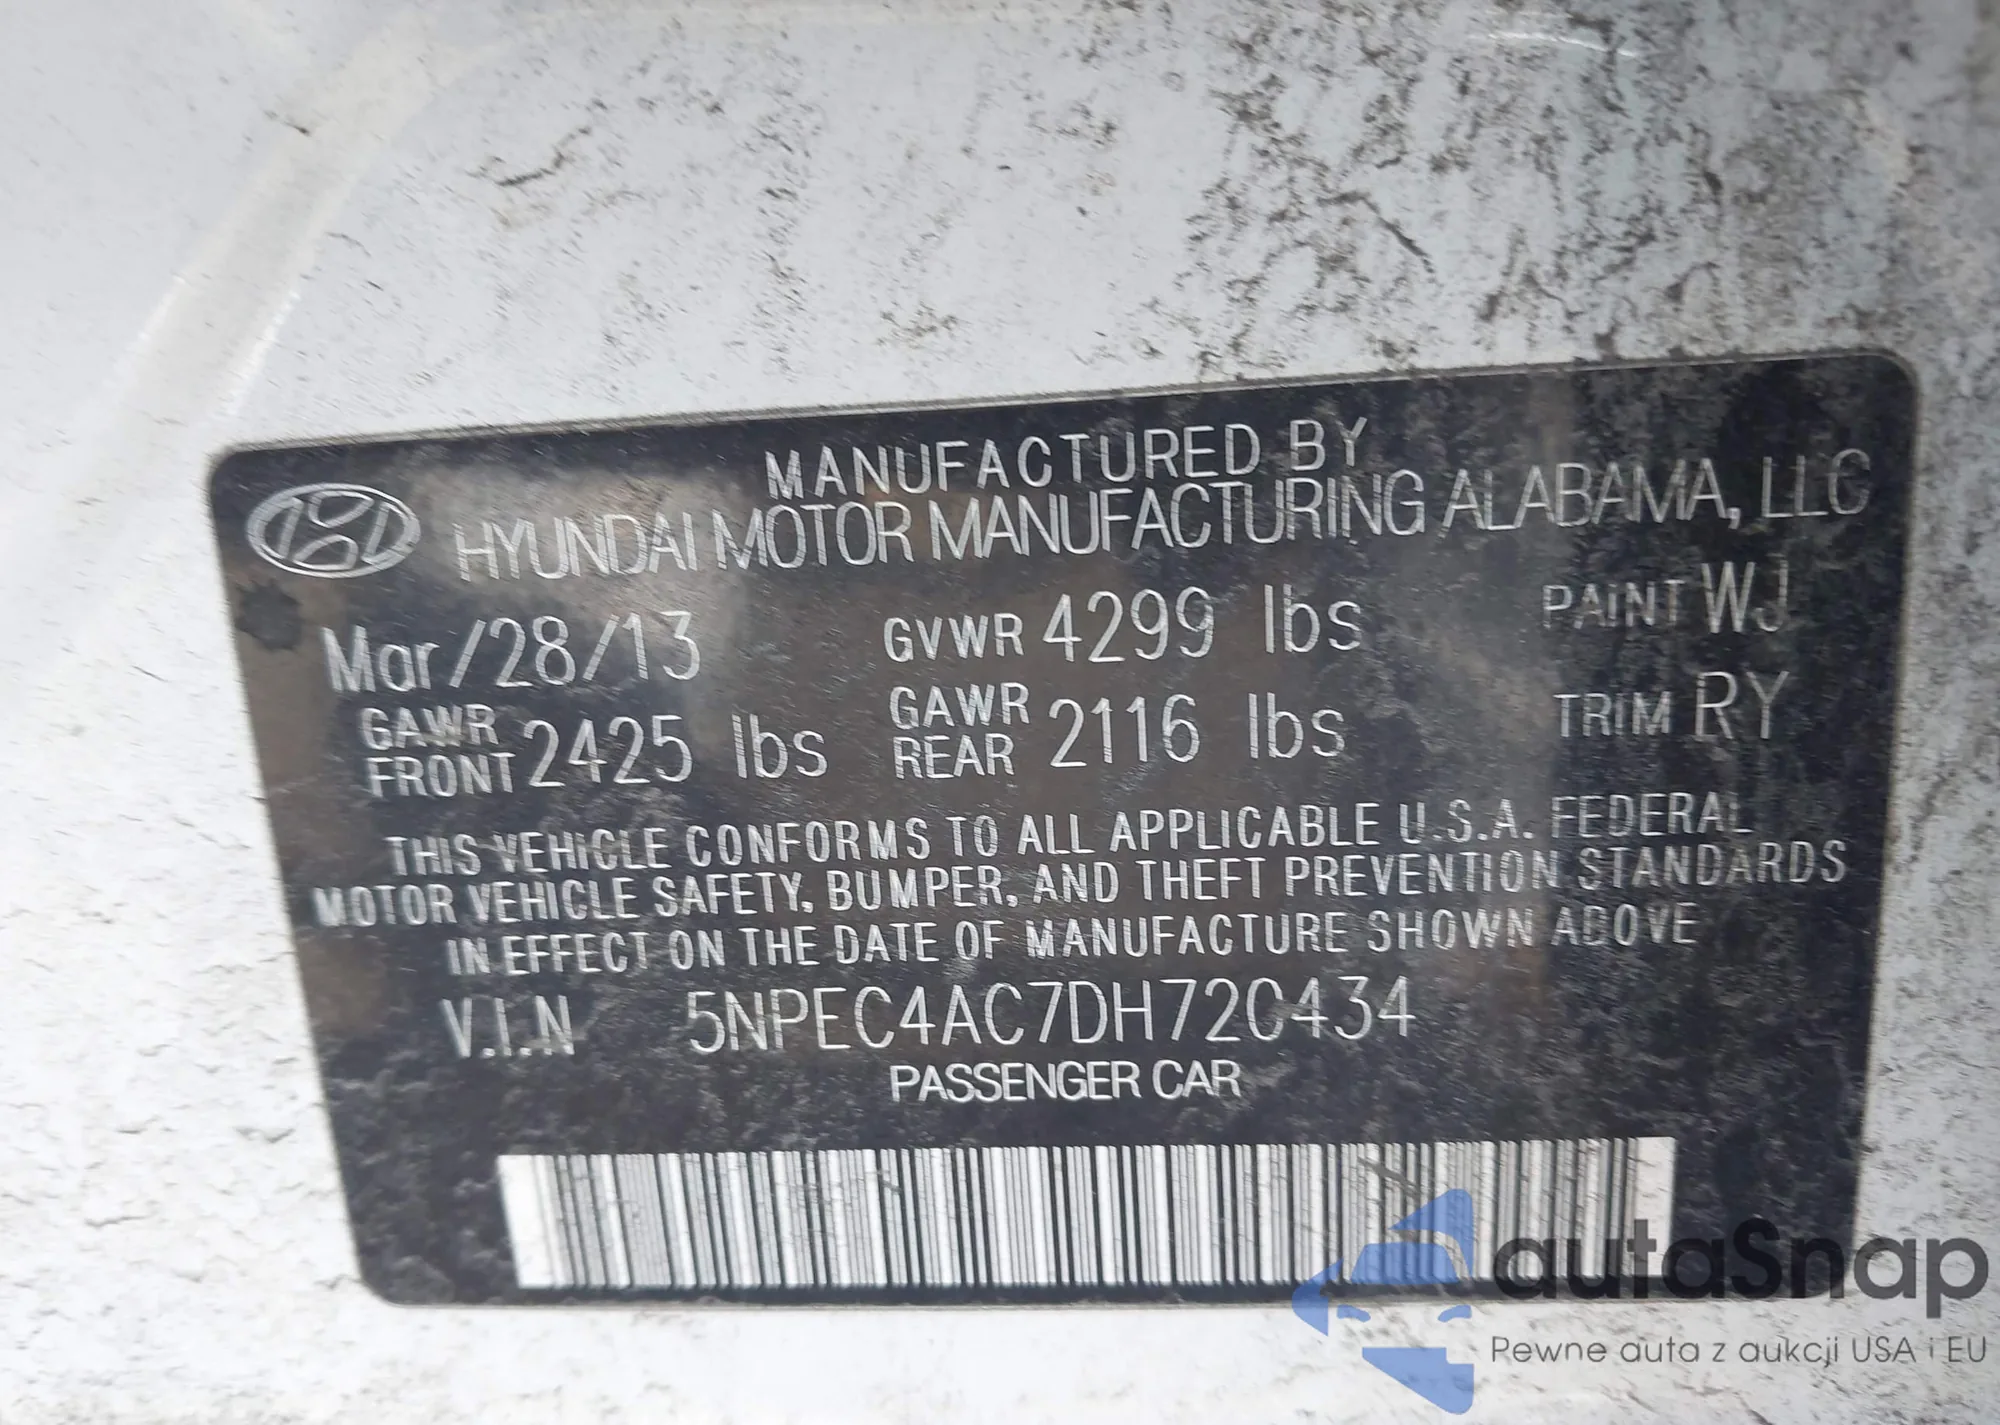 MANUFACTURED BY
HYUNDAI MOTOR MANUFACTURING ALABAMA, LLC
Mar/28/13 GVWR 4299 lbs PAINT WJ
GAWR FRONT 2425 lbs GAWR REAR 2116 lbs TRIM RY
THIS VEHICLE CONFORMS TO ALL APPLICABLE U.S.A. FEDERAL
MOTOR VEHICLE SAFETY, BUMPER, AND THEFT PREVENTION STANDARDS
IN EFFECT ON THE DATE OF MANUFACTURE SHOWN ABOVE
V.I.N 5NPEC4AC7DH720434
PASSENGER CAR
autaSnap
Pewne auta z aukcji USA i EU